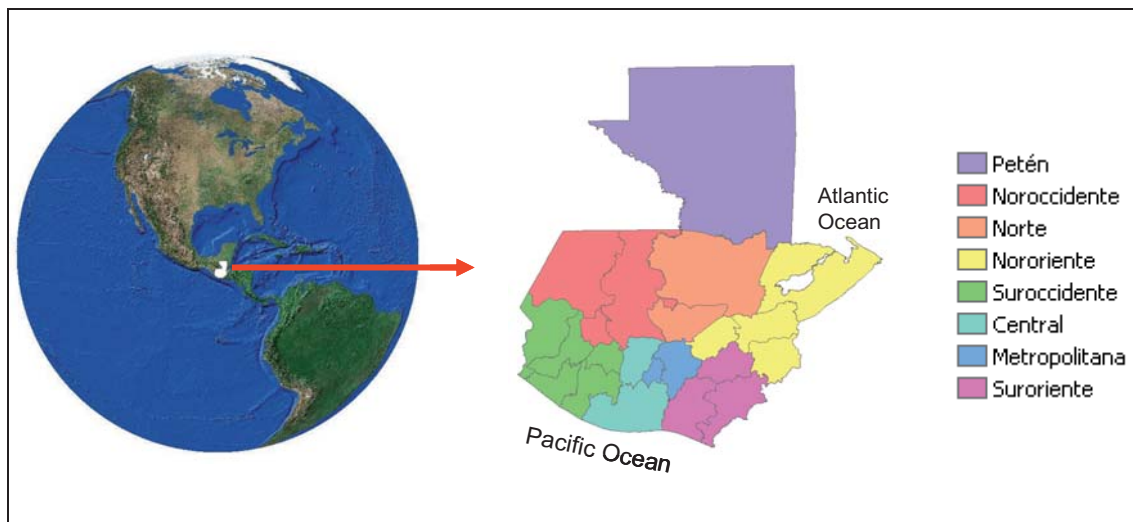 Atlantic
Ocean
Pacific Ocean
Petén
Noroccidente
Norte
Nororiente
Suroccidente
Central
Metropolitana
Suroriente